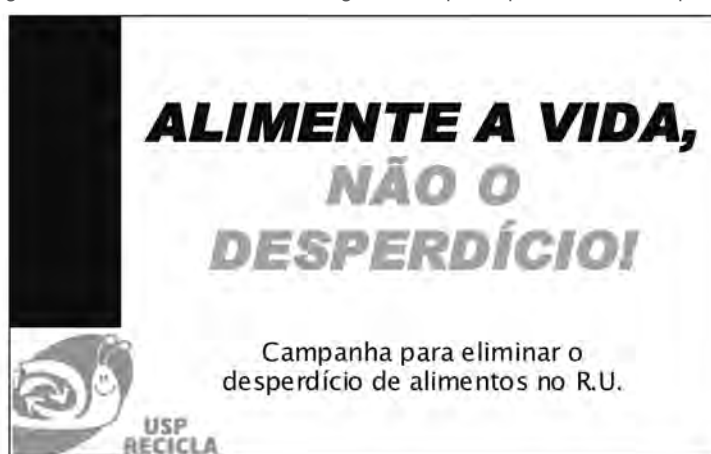 ALIMENTE A VIDA,
NÃO O
DESPERDÍCIO!
Campanha para eliminar o
desperdício de alimentos no R.U.
USP
RECICLA